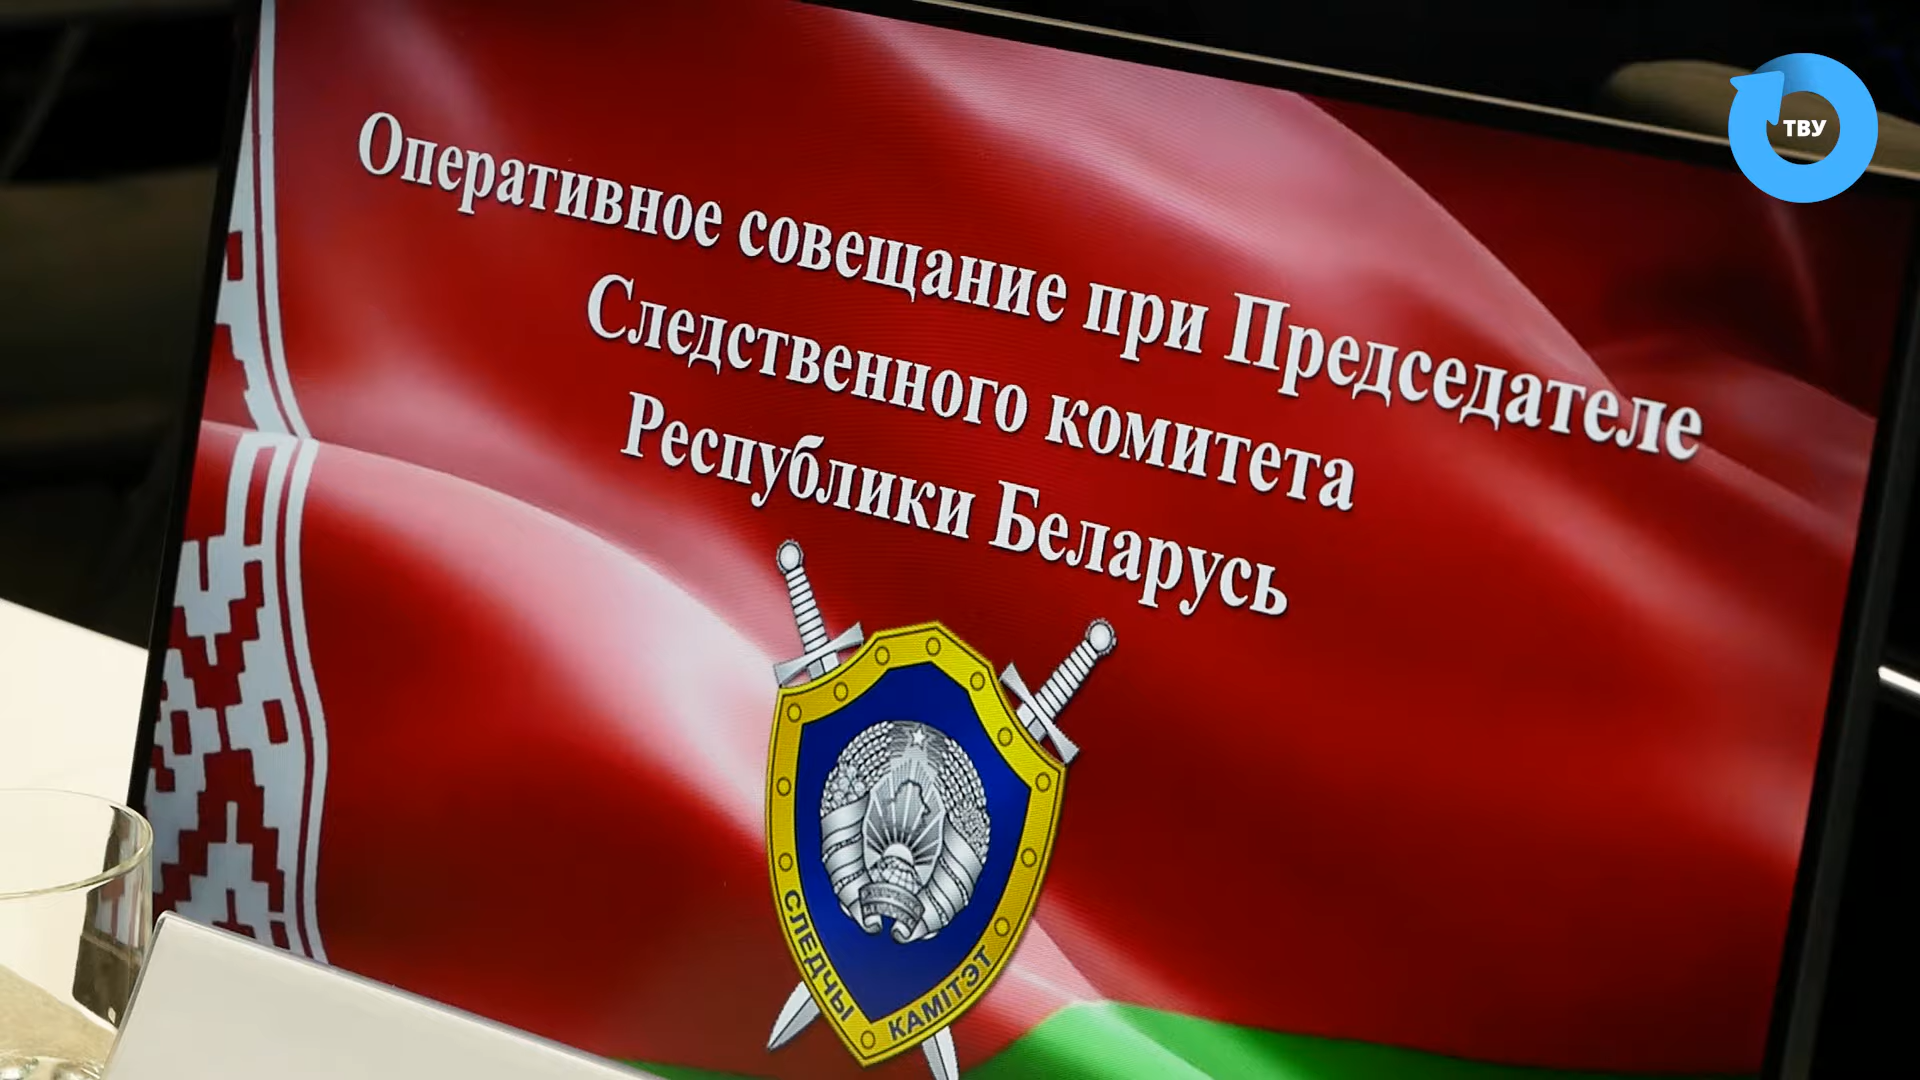 ТВУ
Оперативное совещание при Председателе
Следственного комитета
Республики Беларусь
СЛЕДЧЫ КАМІТЭТ